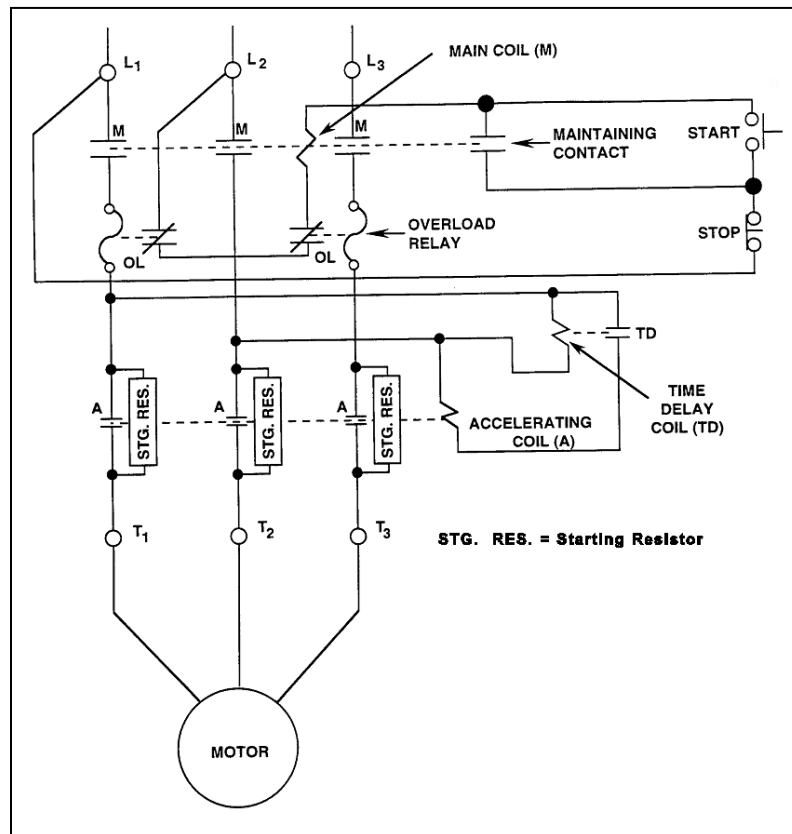 L1
L2
L3
MAIN COIL (M)
M
M
M
MAINTAINING
CONTACT
START
OVERLOAD
RELAY
STOP
OL
OL
TD
TIME
DELAY
COIL (TD)
A
STG. RES.
A
STG. RES.
A
STG. RES.
ACCELERATING
COIL (A)
T1
T2
T3
STG. RES. = Starting Resistor
MOTOR